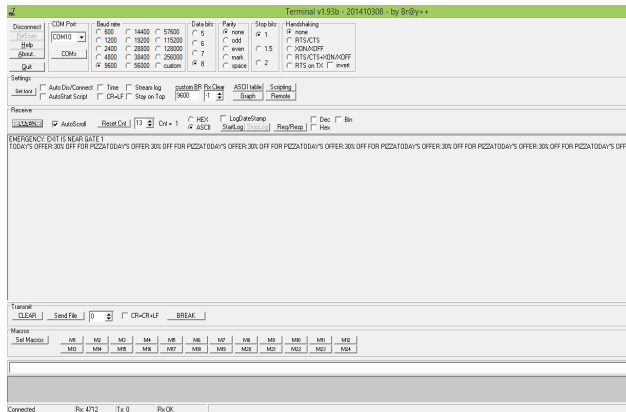 Terminal v1.93b - 20141030B - by Br@y++
Disconnect
ReScan
Help
About..
Quit
COM Port
COM10
COMs
Baud rate
600 14400 57600
1200 19200 115200
2400 28800 128000
4800 38400 256000
9600 56000 custom
Data bits
5
6
7
8
Parity
none
odd
even
mark
space
Stop bits
1
1.5
2
Handshaking
none
RTS/CTS
XON/XOFF
RTS/CTS+XON/XOFF
RTS on TX invert
Settings
Set font
Auto Dis/Connect Time Stream log
AutoStart Script CR=LF Stay on Top
custom BR Rx Clear
9600 -1
ASCII table Scripting
Graph Remote
Receive
CLEAR AutoScroll Reset Cnt 13 Cnt = 1
HEX
ASCII
LogDateStamp
StartLog StopLog Req/Resp
Dec Bin
Hex
EMERGENCY: EXIT IS NEAR GATE 1
TODAY'S OFFER:30% OFF FOR PIZZATODAY'S OFFER:30% OFF FOR PIZZATODAY'S OFFER:30% OFF FOR PIZZATODAY'S OFFER:30% OFF FOR PIZZATODAY'S OFFER:30% OFF FOR PIZZATODAY'S OFF
Transmit
CLEAR Send File 0 CR=CR+LF BREAK
Macros
Set Macros M1 M2 M3 M4 M5 M6 M7 M8 M9 M10 M11 M12
M13 M14 M15 M16 M17 M18 M19 M20 M21 M22 M23 M24
Connected Rx: 4712 Tx: 0 Rx OK